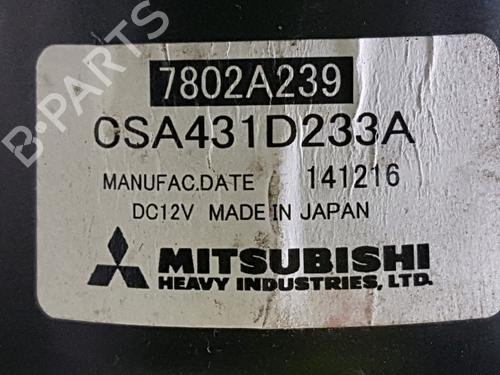 7802A239
CSA431D233A
MANUFAC.DATE 141216
DC12V MADE IN JAPAN
MITSUBISHI
HEAVY INDUSTRIES, LTD.
B-PARTS